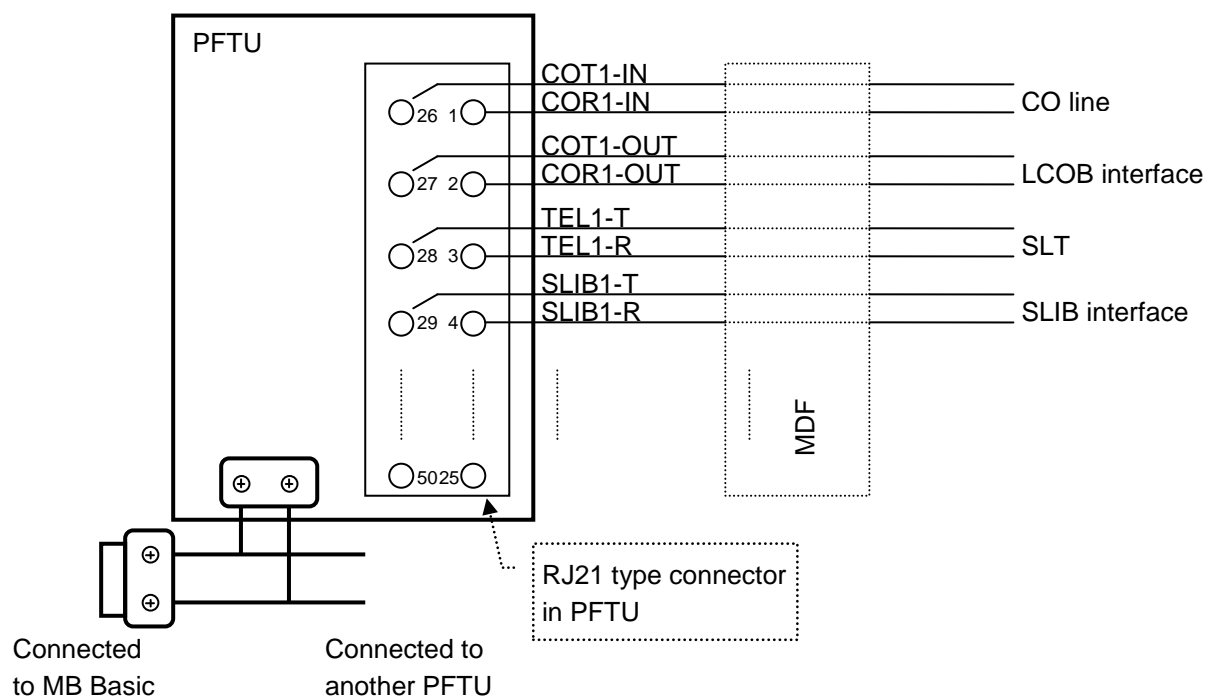 PFTU
COT1-IN
26 1 COR1-IN
CO line
COT1-OUT
27 2 COR1-OUT
LCOB interface
TEL1-T
28 3 TEL1-R
SLT
SLIB1-T
29 4 SLIB1-R
SLIB interface
MDF
50 25
RJ21 type connector
in PFTU
Connected
to MB Basic
Connected to
another PFTU